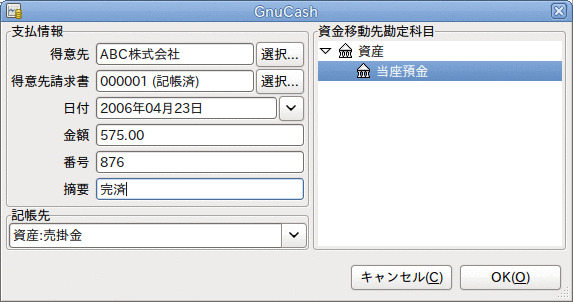 GnuCash
支払情報
得意先 ABC株式会社 選択...
得意先請求書 000001 (記帳済) 選択...
日付 2006年04月23日
金額 575.00
番号 876
摘要 完済
記帳先
資産:売掛金
資金移動先勘定科目
資産
当座預金
キャンセル(C) OK(O)